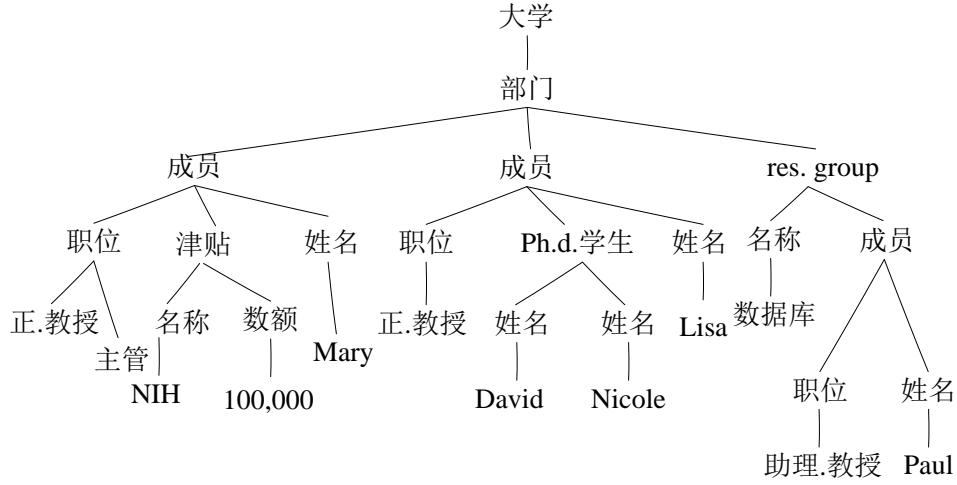 大学
部门
成员 成员 res. group
职位 津贴 姓名 职位 Ph.d.学生 姓名 名称 成员
正.教授 名称 数额 正.教授 姓名 姓名 Lisa 数据库
主管 Mary
NIH 100,000 David Nicole 职位 姓名
助理.教授 Paul